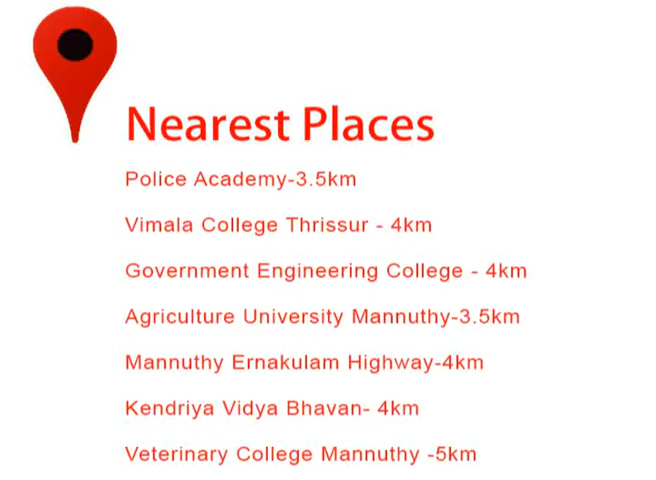 Nearest Places
Police Academy-3.5km
Vimala College Thrissur - 4km
Government Engineering College - 4km
Agriculture University Mannuthy-3.5km
Mannuthy Ernakulam Highway-4km
Kendriya Vidya Bhavan- 4km
Veterinary College Mannuthy -5km